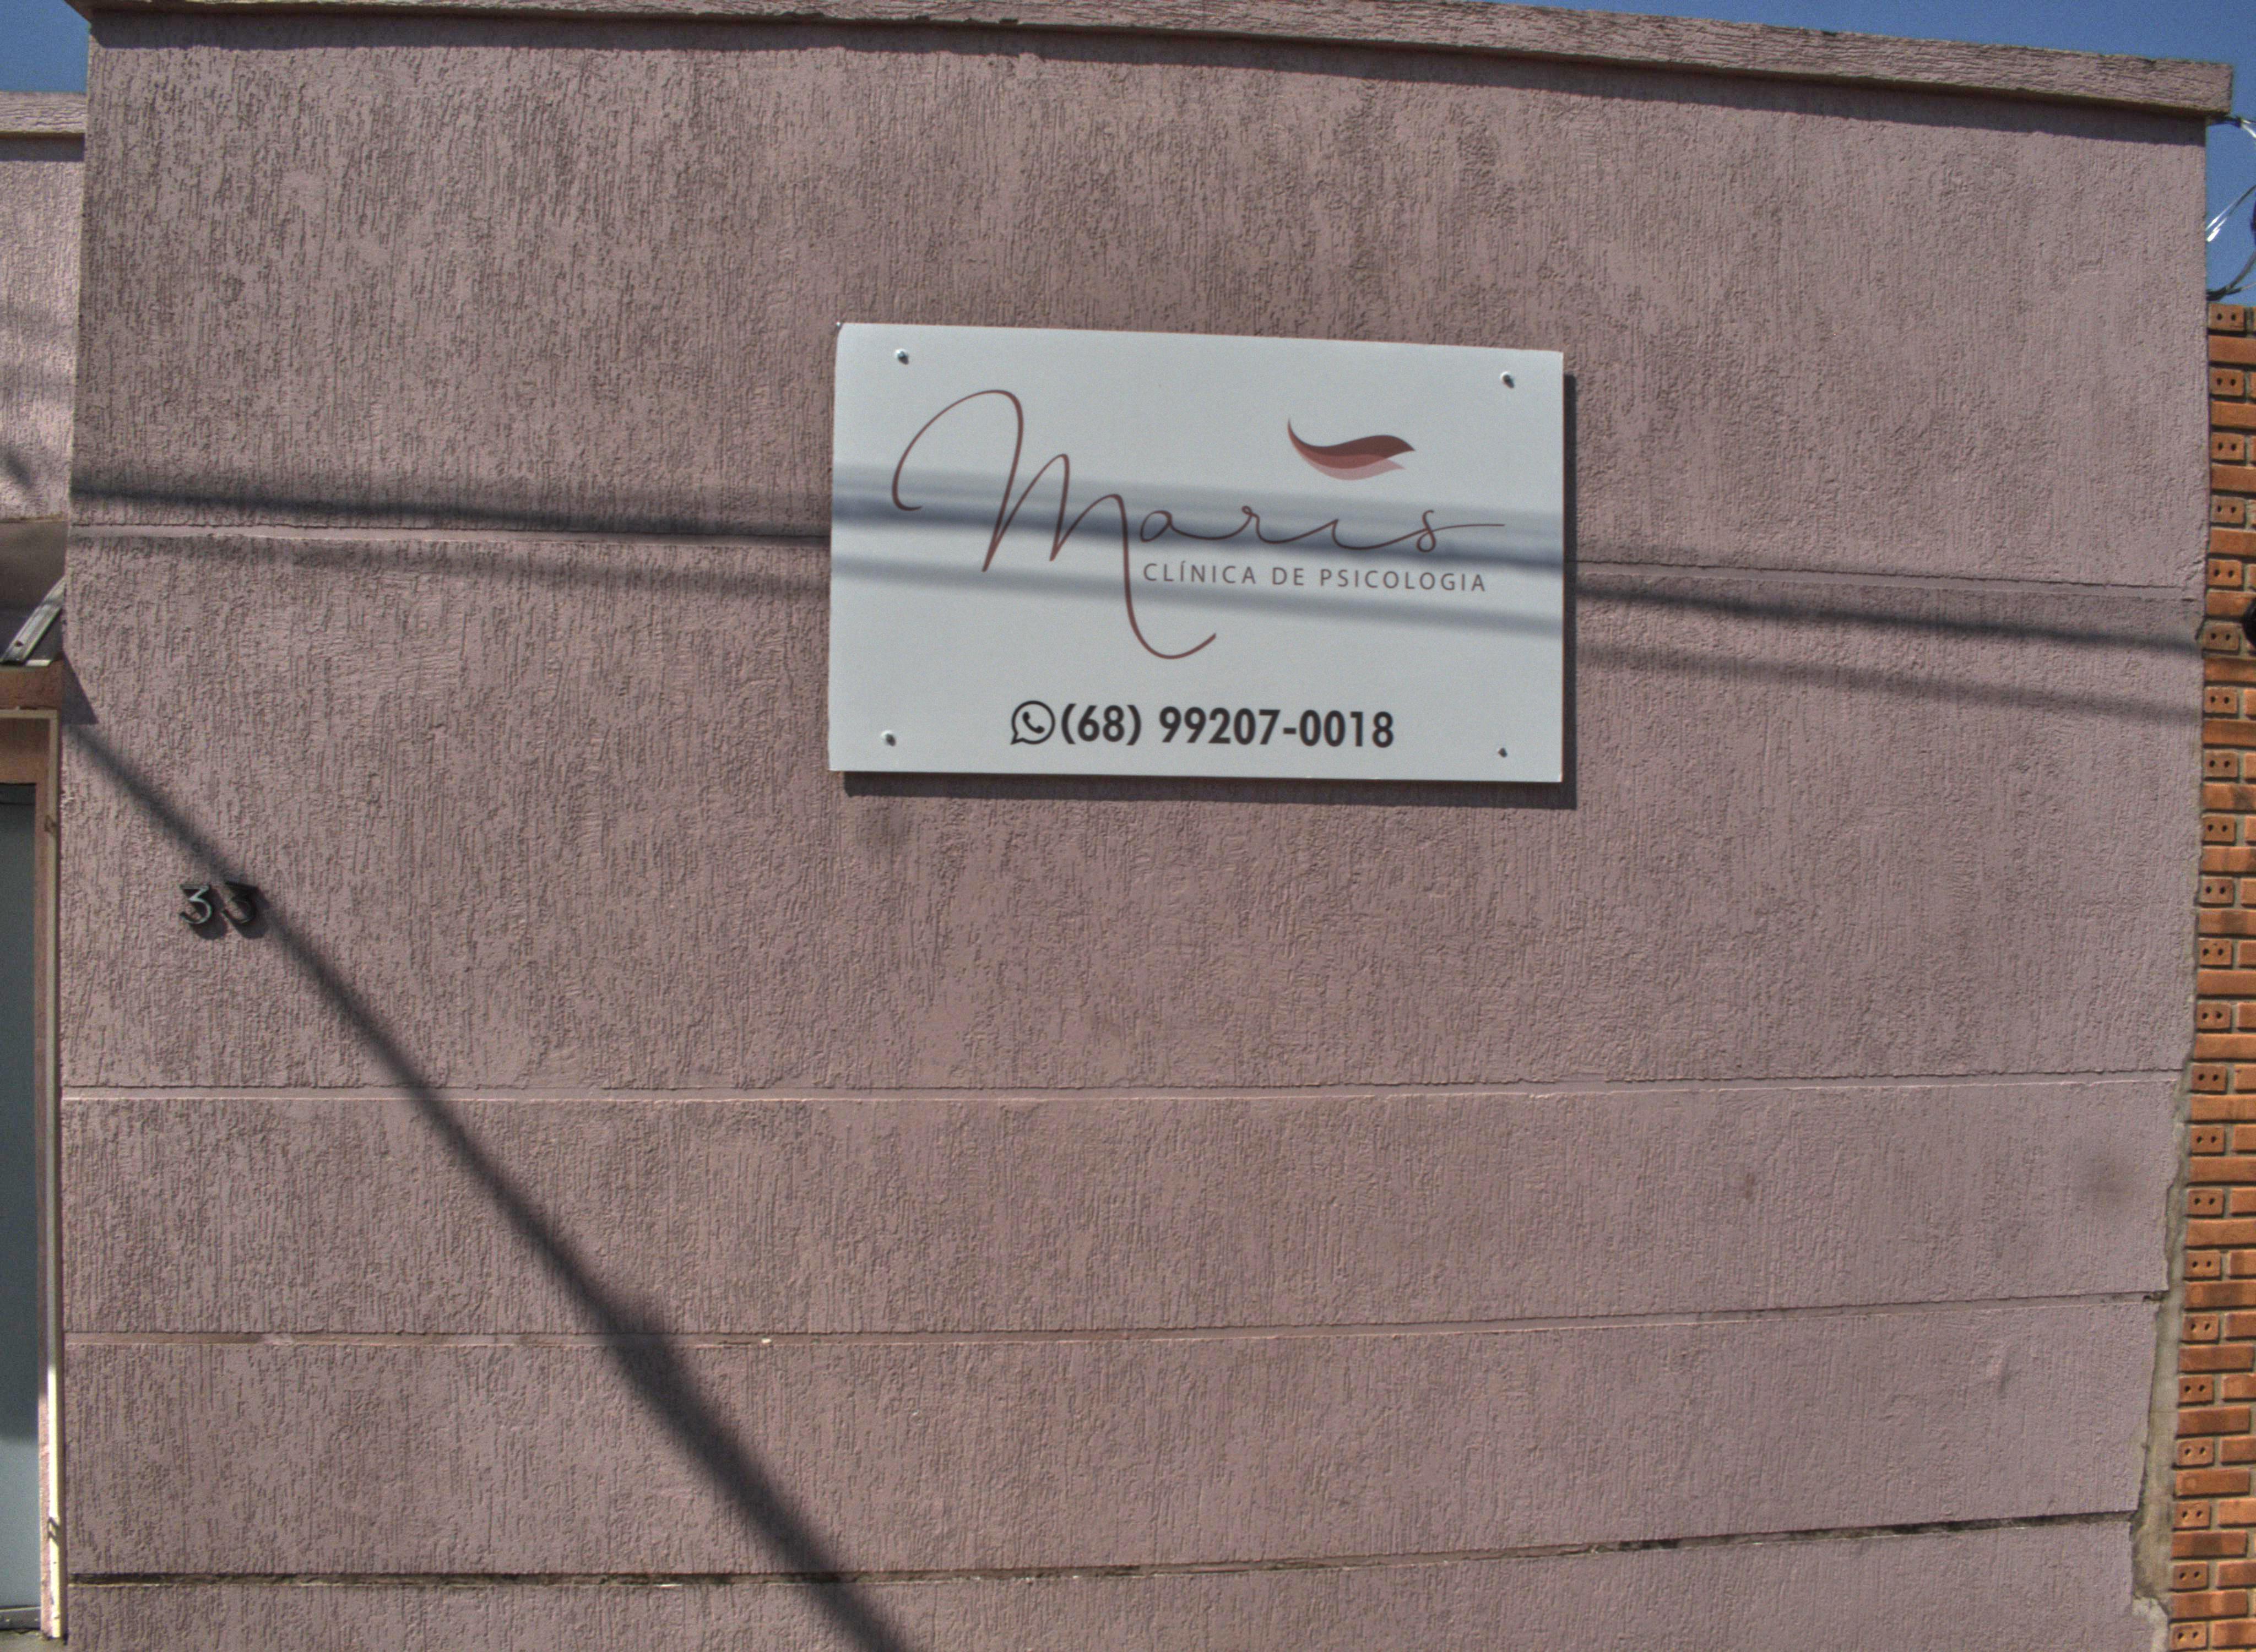 Maris
CLÍNICA DE PSICOLOGIA
(68) 99207-0018
33